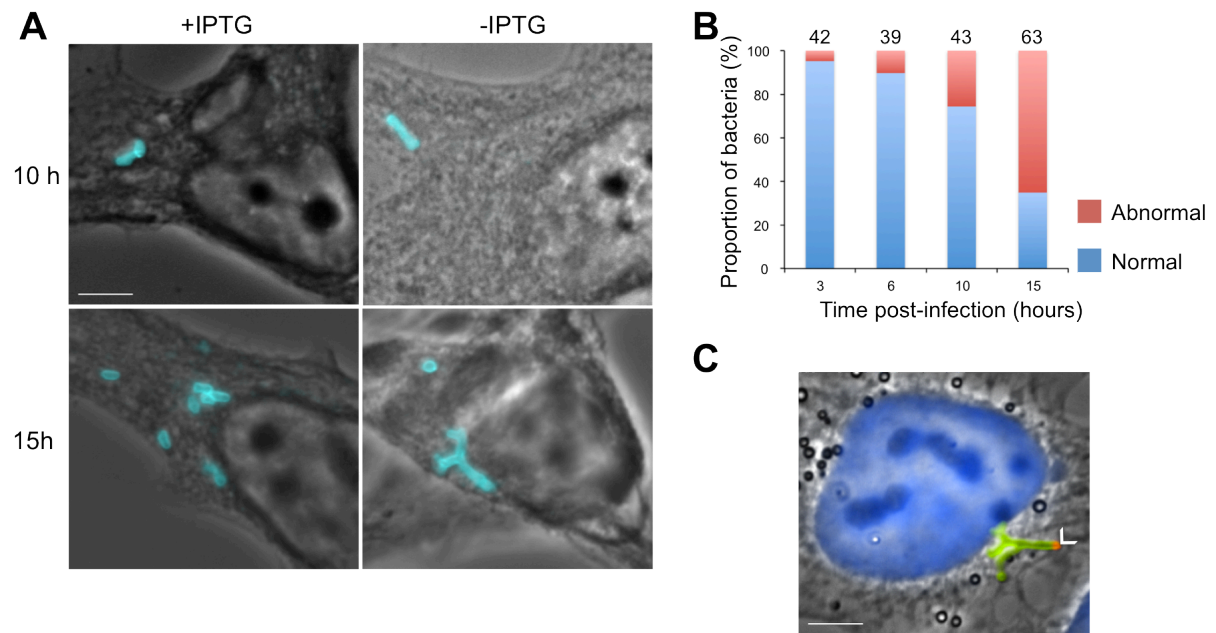 A
+IPTG
-IPTG
10 h
15h
B
42 39 43 63
Proportion of bacteria (%)
100
80
60
40
20
0
3 6 10 15
Time post-infection (hours)
Abnormal
Normal
C